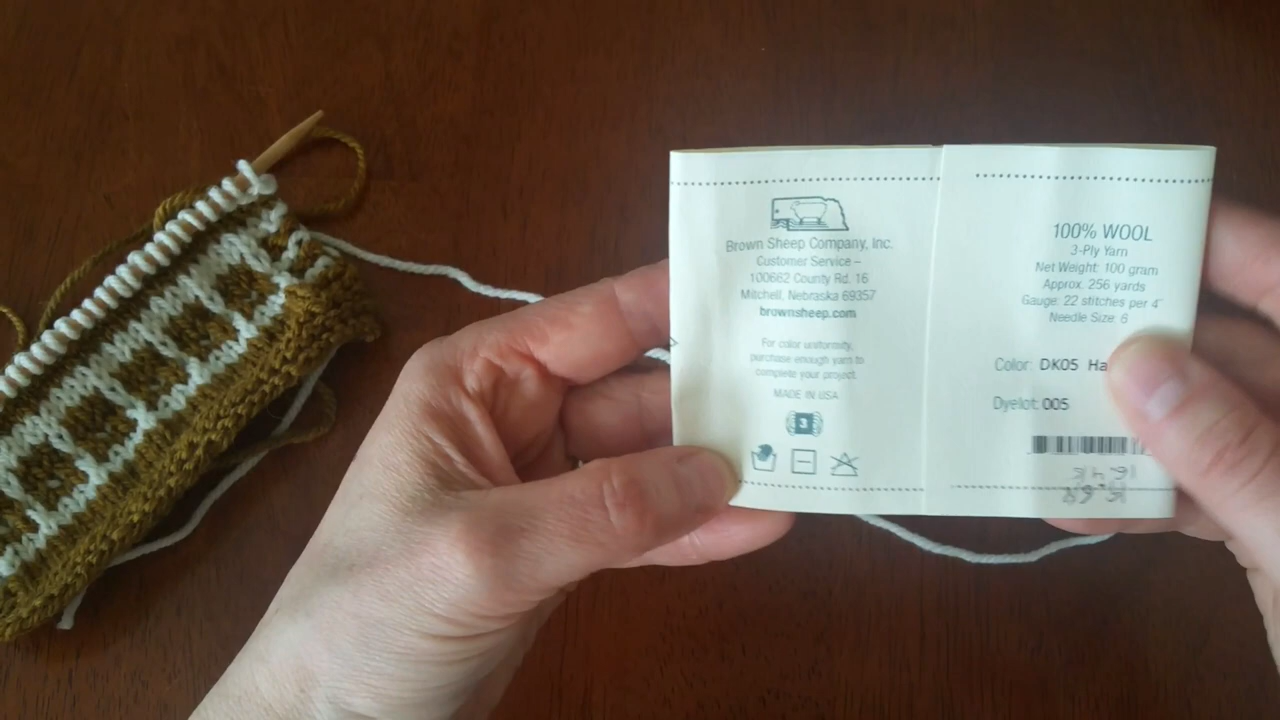 Brown Sheep Company, Inc.
Customer Service –
100662 County Rd. 16
Mitchell, Nebraska 69357
brownsheep.com
For color uniformity,
purchase enough yarn to
complete your project.
MADE IN USA
3
100% WOOL
3-Ply Yarn
Net Weight: 100 gram
Approx. 256 yards
Gauge: 22 stitches per 4"
Needle Size: 6
Color: DK05 Ha
Dyelot: 005